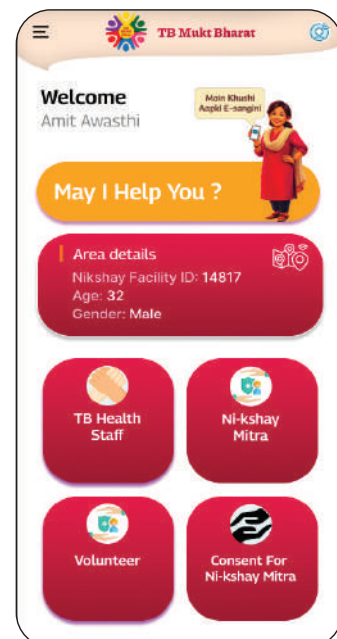 TB Mukt Bharat
Welcome
Amit Awasthi
Main Khushi
Aapki E-sangini
May I Help You ?
Area details
Nikshay Facility ID: 14817
Age: 32
Gender: Male
TB Health
Staff
Ni-kshay
Mitra
Volunteer
Consent For
Ni-kshay Mitra